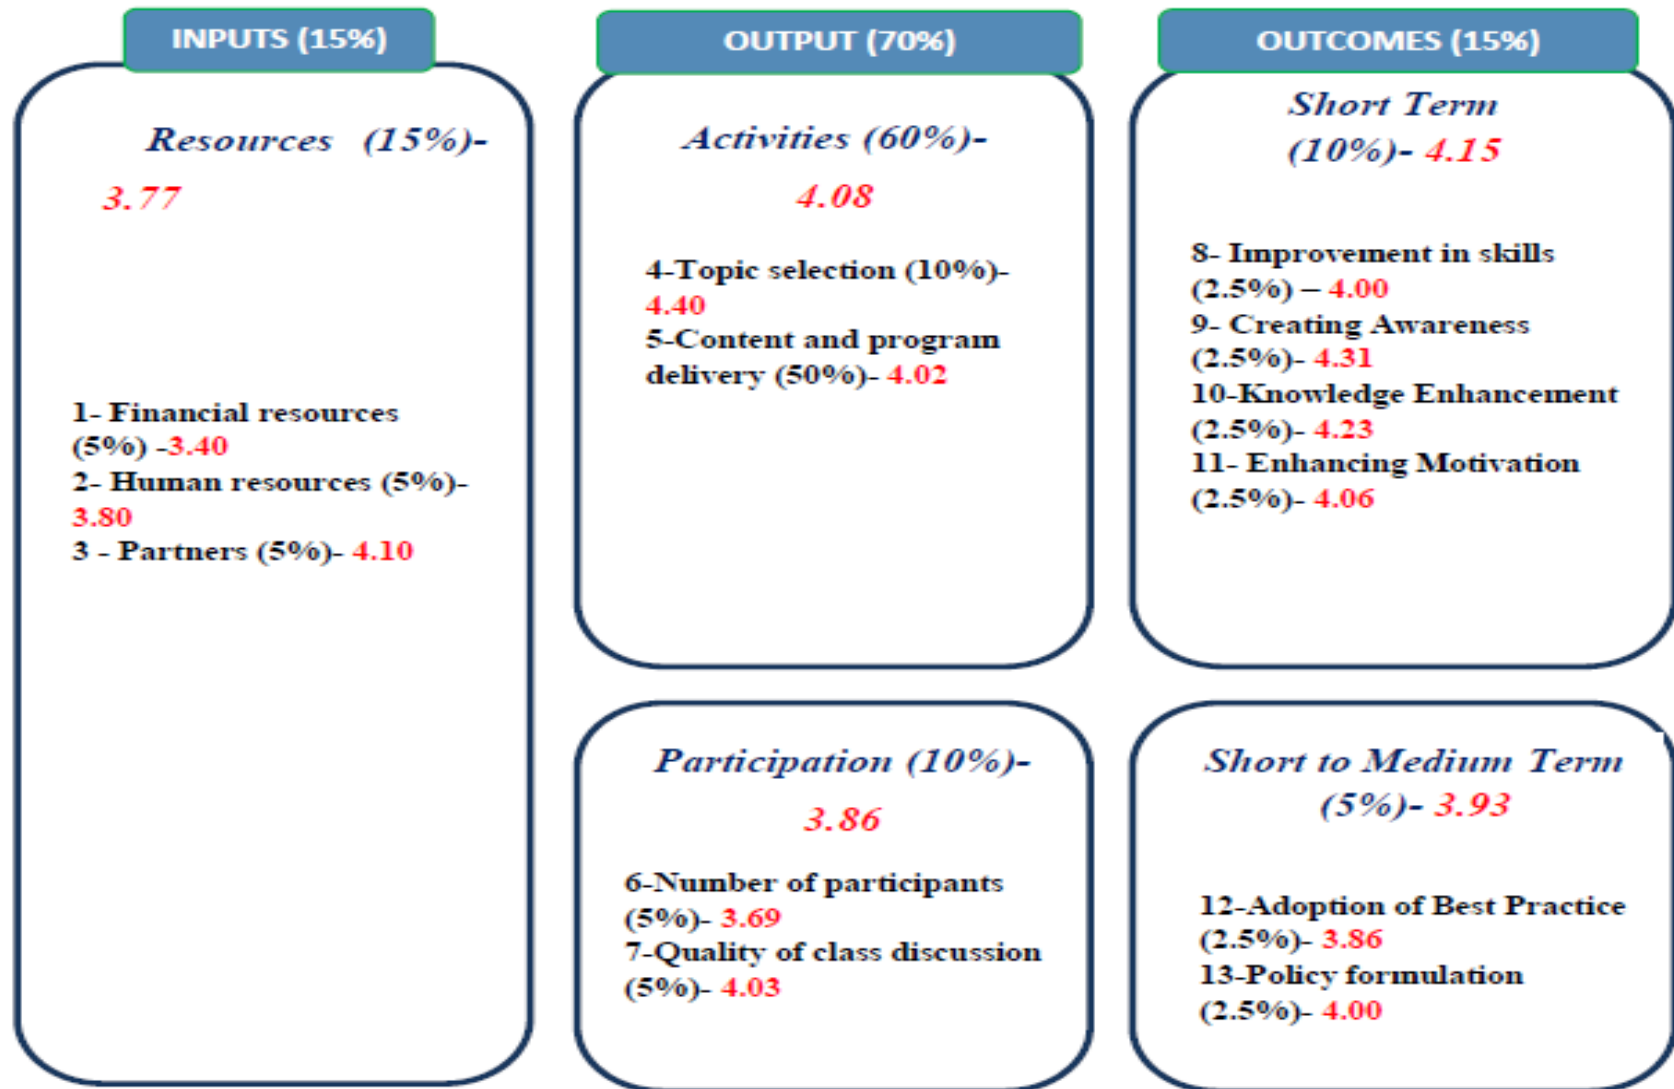 INPUTS (15%)
Resources (15%)-
3.77
1- Financial resources
(5%) -3.40
2- Human resources (5%)-
3.80
3 - Partners (5%)- 4.10
OUTPUT (70%)
Activities (60%)-
4.08
4-Topic selection (10%)-
4.40
5-Content and program
delivery (50%)- 4.02
Participation (10%)-
3.86
6-Number of participants
(5%)- 3.69
7-Quality of class discussion
(5%)- 4.03
OUTCOMES (15%)
Short Term
(10%)- 4.15
8- Improvement in skills
(2.5%) – 4.00
9- Creating Awareness
(2.5%)- 4.31
10-Knowledge Enhancement
(2.5%)- 4.23
11- Enhancing Motivation
(2.5%)- 4.06
Short to Medium Term
(5%)- 3.93
12-Adoption of Best Practice
(2.5%)- 3.86
13-Policy formulation
(2.5%)- 4.00